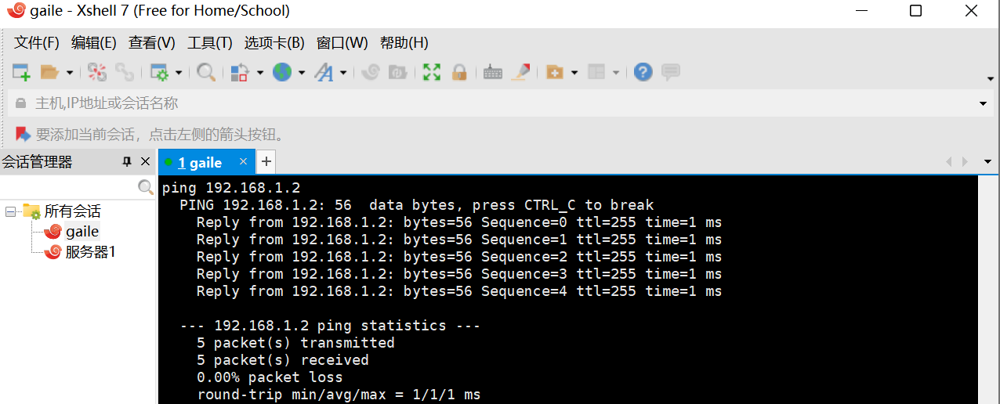 gaile - Xshell 7 (Free for Home/School)
文件(F) 编辑(E) 查看(V) 工具(T) 选项卡(B) 窗口(W) 帮助(H)
主机,IP地址或会话名称
要添加当前会话，点击左侧的箭头按钮。
会话管理器
1 gaile
所有会话
gaile
服务器1
ping 192.168.1.2
PING 192.168.1.2: 56  data bytes, press CTRL_C to break
Reply from 192.168.1.2: bytes=56 Sequence=0 ttl=255 time=1 ms
Reply from 192.168.1.2: bytes=56 Sequence=1 ttl=255 time=1 ms
Reply from 192.168.1.2: bytes=56 Sequence=2 ttl=255 time=1 ms
Reply from 192.168.1.2: bytes=56 Sequence=3 ttl=255 time=1 ms
Reply from 192.168.1.2: bytes=56 Sequence=4 ttl=255 time=1 ms
--- 192.168.1.2 ping statistics ---
5 packet(s) transmitted
5 packet(s) received
0.00% packet loss
round-trip min/avg/max = 1/1/1 ms